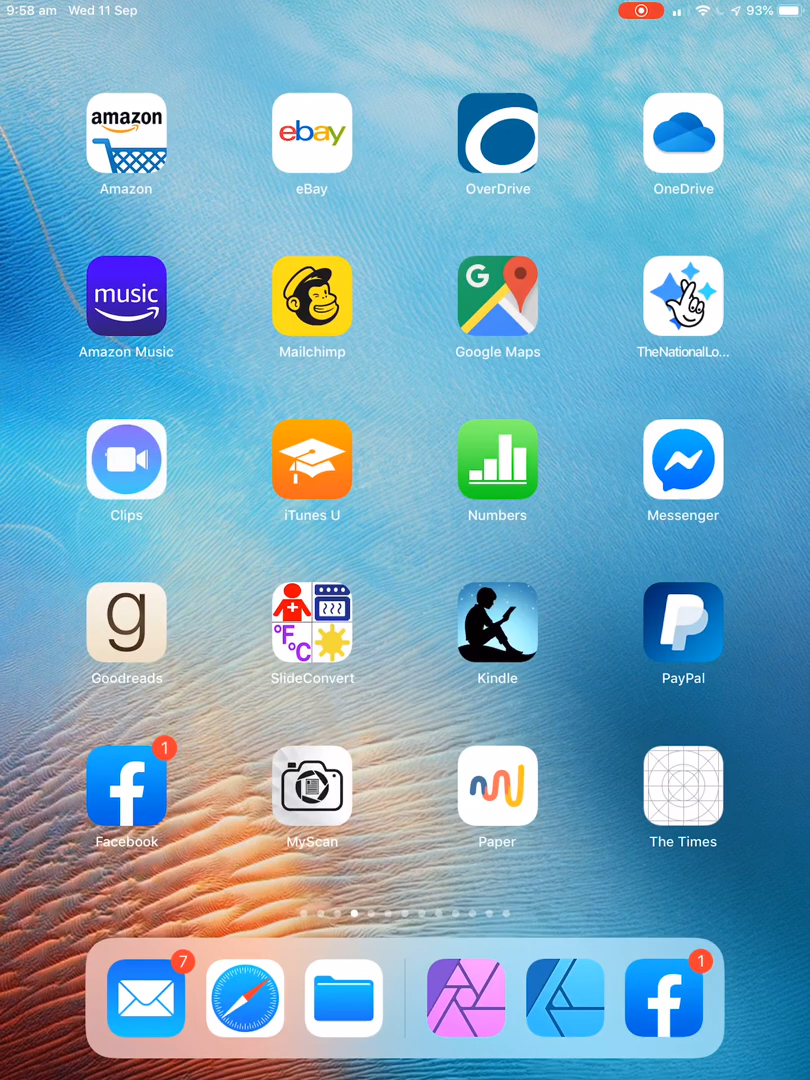 9:58 am Wed 11 Sep 93%
amazon ebay
Amazon eBay OverDrive OneDrive
music G
Amazon Music Mailchimp Google Maps TheNationalLo...
Clips iTunes U Numbers Messenger
g °F °C
Goodreads SlideConvert Kindle PayPal
1
Facebook MyScan Paper The Times
7 1